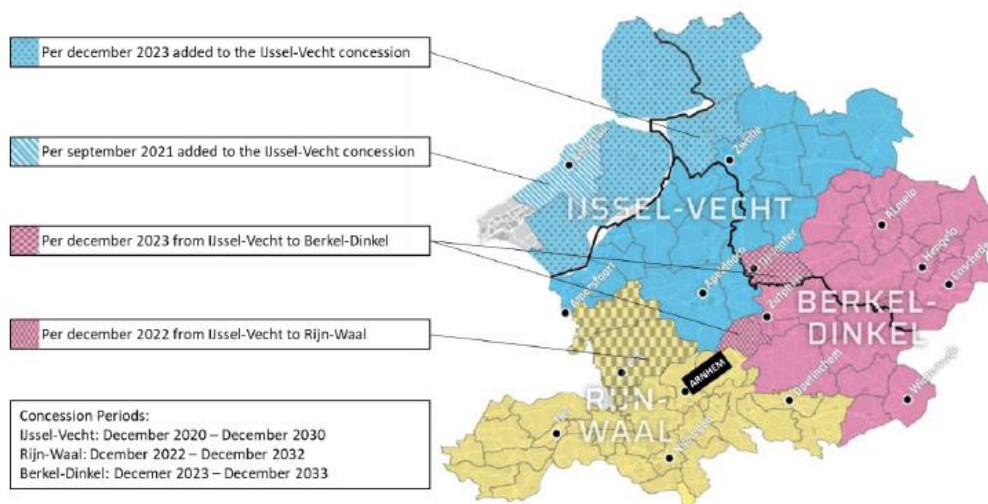 Per december 2023 added to the IJssel-Vecht concession
Per september 2021 added to the IJssel-Vecht concession
Per december 2023 from IJssel-Vecht to Berkel-Dinkel
Per december 2022 from IJssel-Vecht to Rijn-Waal
Concession Periods:
IJssel-Vecht: December 2020 – December 2030
Rijn-Waal: Dcember 2022 – December 2032
Berkel-Dinkel: Decemer 2023 – December 2033
Zwolle
IJSSEL-VECHT
ALmelo
Hengelo
Enschede
Apeldoorn
Zutphen
Amersfoort
BERKEL-
DINKEL
ARNHEM
Doetinchem
Winterswijk
RIJN-
WAAL
Tiel
Nijmegen